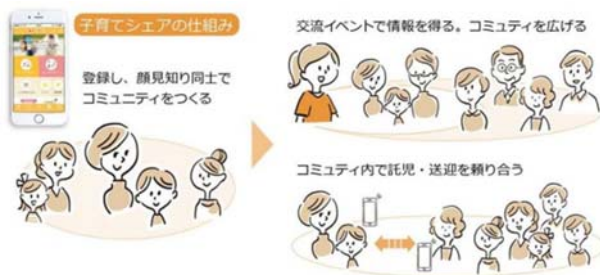 子育てシェアの仕組み
登録し、顔見知り同士で
コミュニティをつくる
交流イベントで情報を得る。コミュティを広げる
コミュティ内で託児・送迎を頼り合う